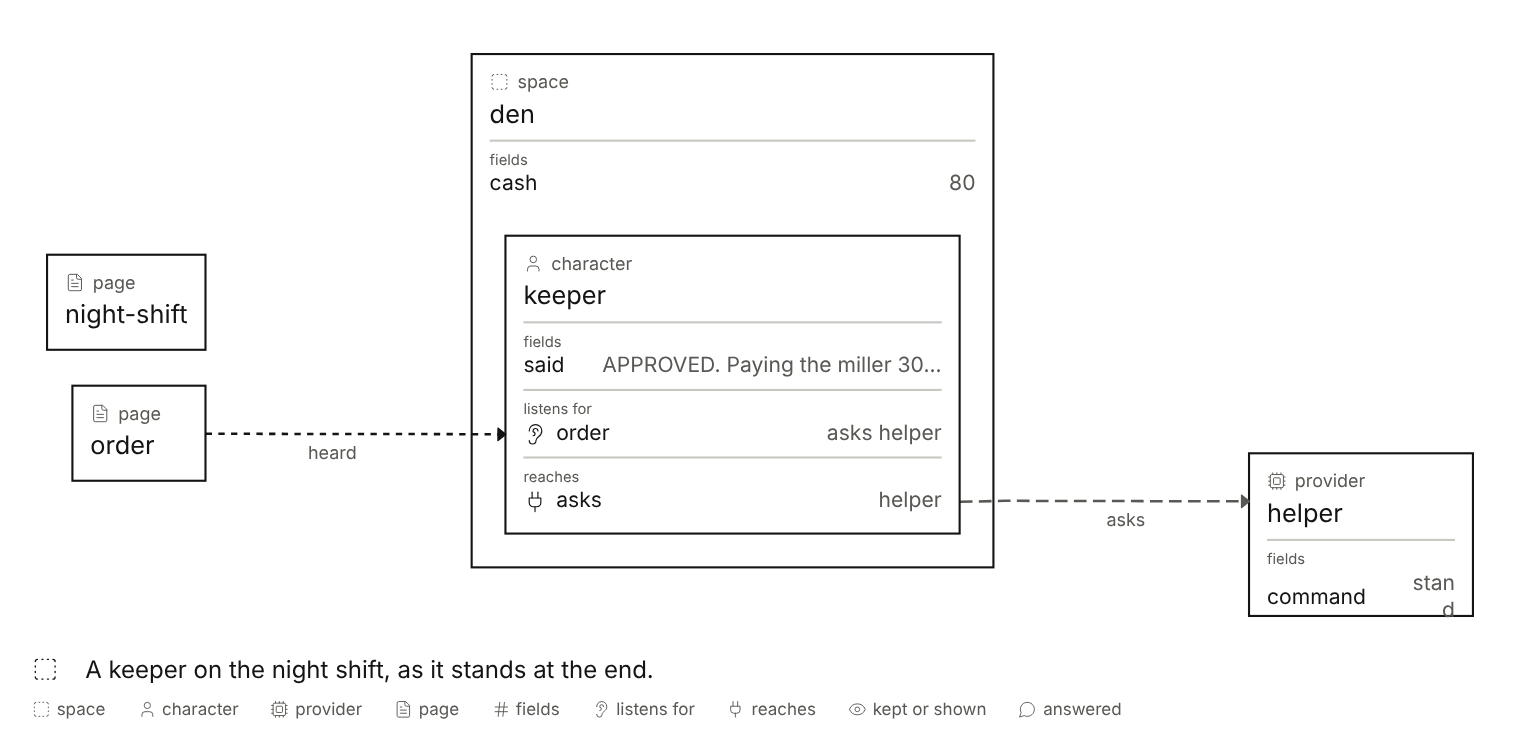 space
den
fields
cash 80
page
night-shift
character
keeper
fields
said APPROVED. Paying the miller 30...
page
order
heard
listens for
order asks helper
reaches
asks helper
asks
provider
helper
fields
command stan
d
A keeper on the night shift, as it stands at the end.
space character provider page fields listens for reaches kept or shown answered